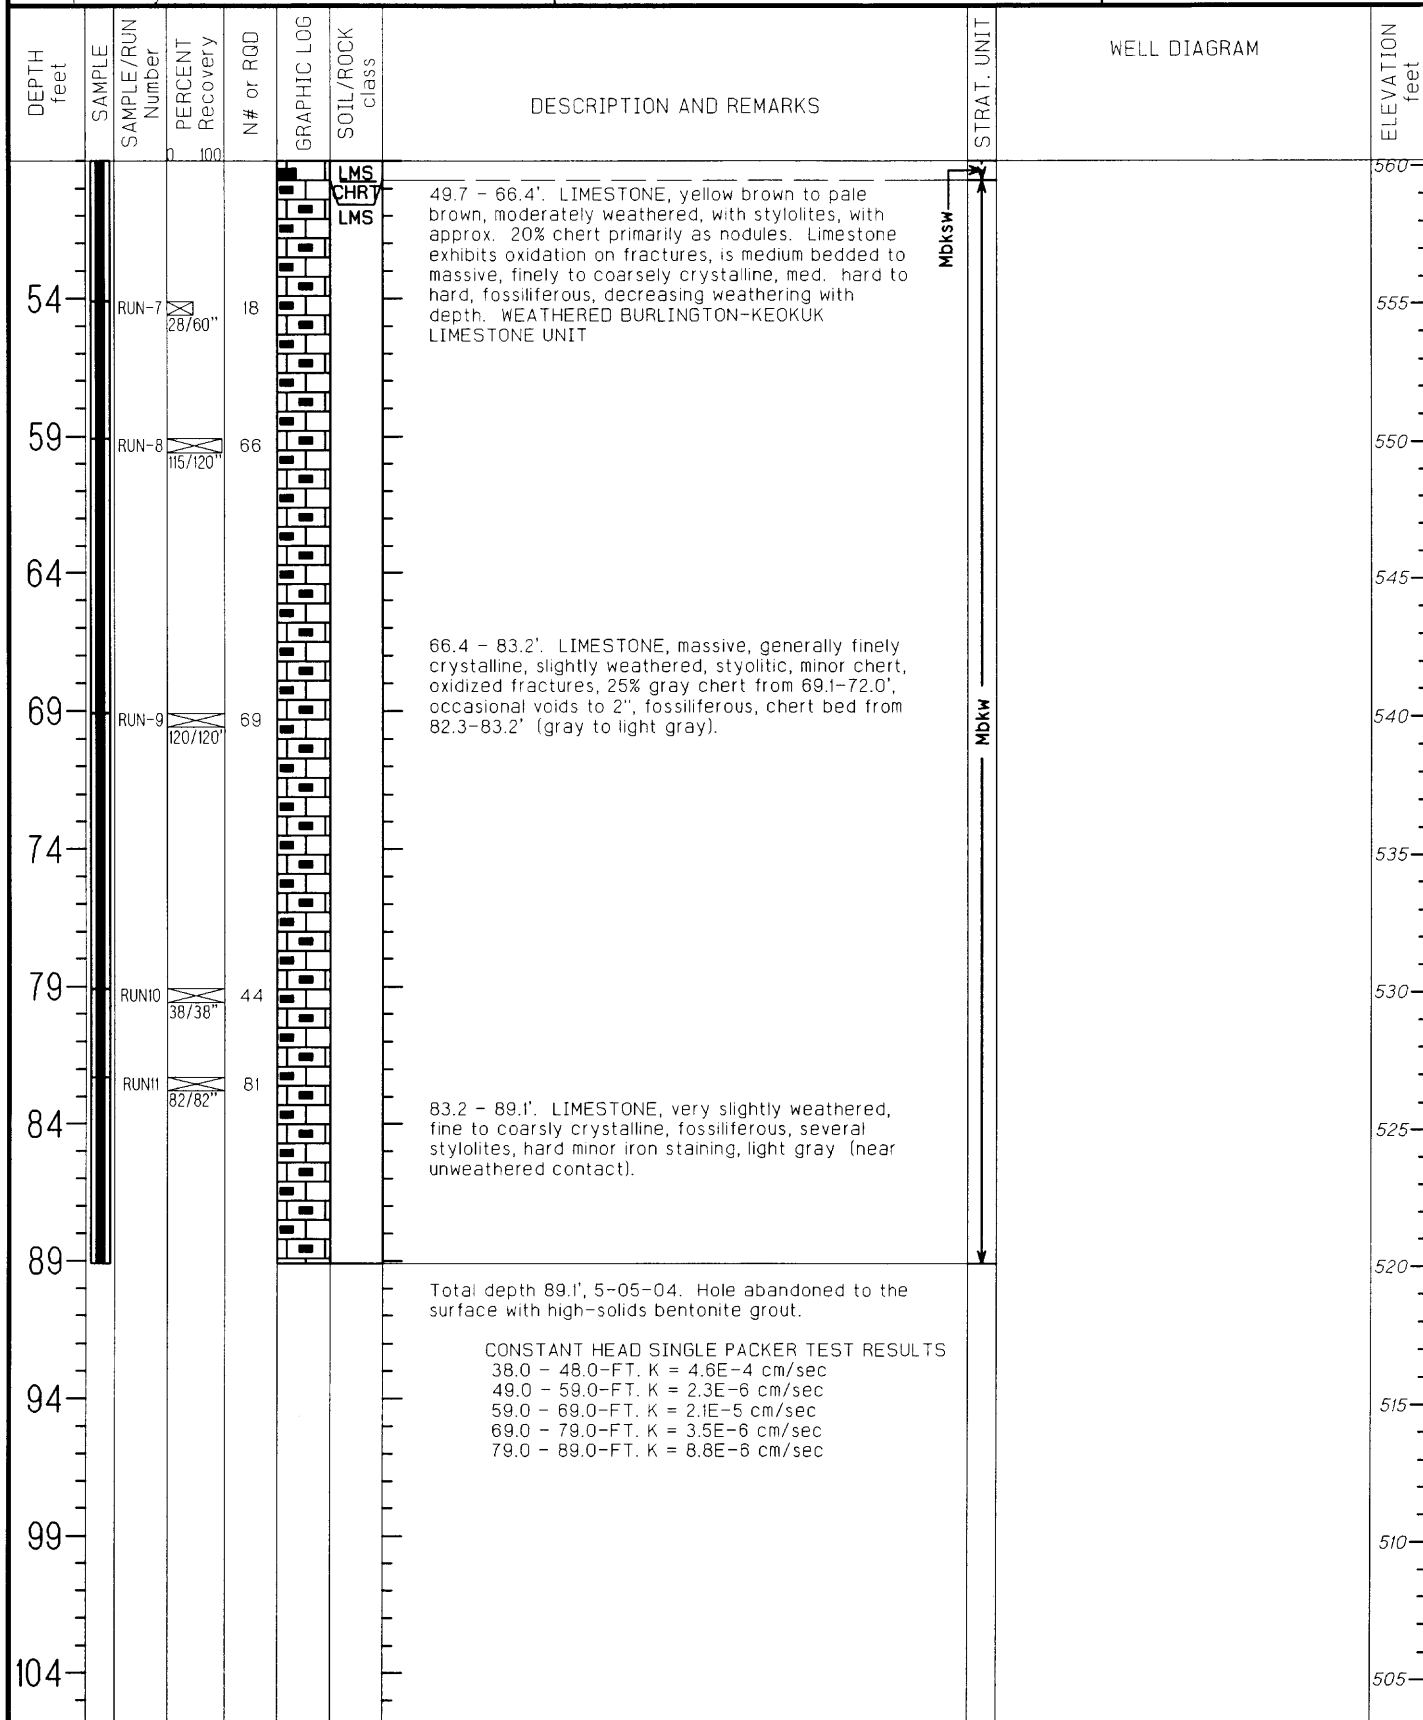 DEPTH
feet
SAMPLE
SAMPLE/RUN
Number
PERCENT
Recovery
0 100
N# or RQD
GRAPHIC LOG
SOIL/ROCK
class
DESCRIPTION AND REMARKS
STRAT. UNIT
WELL DIAGRAM
ELEVATION
feet
560
LMS
CHRT
LMS
49.7 - 66.4'. LIMESTONE, yellow brown to pale
brown, moderately weathered, with stylolites, with
approx. 20% chert primarily as nodules. Limestone
exhibits oxidation on fractures, is medium bedded to
massive, finely to coarsely crystalline, med. hard to
hard, fossiliferous, decreasing weathering with
depth. WEATHERED BURLINGTON-KEOKUK
LIMESTONE UNIT
Mbksw
54
RUN-7
28/60"
18
555
59
RUN-8
115/120"
66
550
64
545
66.4 - 83.2'. LIMESTONE, massive, generally finely
crystalline, slightly weathered, styolitic, minor chert,
oxidized fractures, 25% gray chert from 69.1-72.0',
occasional voids to 2", fossiliferous, chert bed from
82.3-83.2' (gray to light gray).
69
RUN-9
120/120"
69
Mbkw
540
74
535
79
RUN10
38/38"
44
530
RUN11
82/82"
81
84
525
83.2 - 89.1'. LIMESTONE, very slightly weathered,
fine to coarsly crystalline, fossiliferous, several
stylolites, hard minor iron staining, light gray (near
unweathered contact).
89
520
Total depth 89.1', 5-05-04. Hole abandoned to the
surface with high-solids bentonite grout.
CONSTANT HEAD SINGLE PACKER TEST RESULTS
38.0 - 48.0-FT. K = 4.6E-4 cm/sec
49.0 - 59.0-FT. K = 2.3E-6 cm/sec
59.0 - 69.0-FT. K = 2.1E-5 cm/sec
69.0 - 79.0-FT. K = 3.5E-6 cm/sec
79.0 - 89.0-FT. K = 8.8E-6 cm/sec
94
515
99
510
104
505